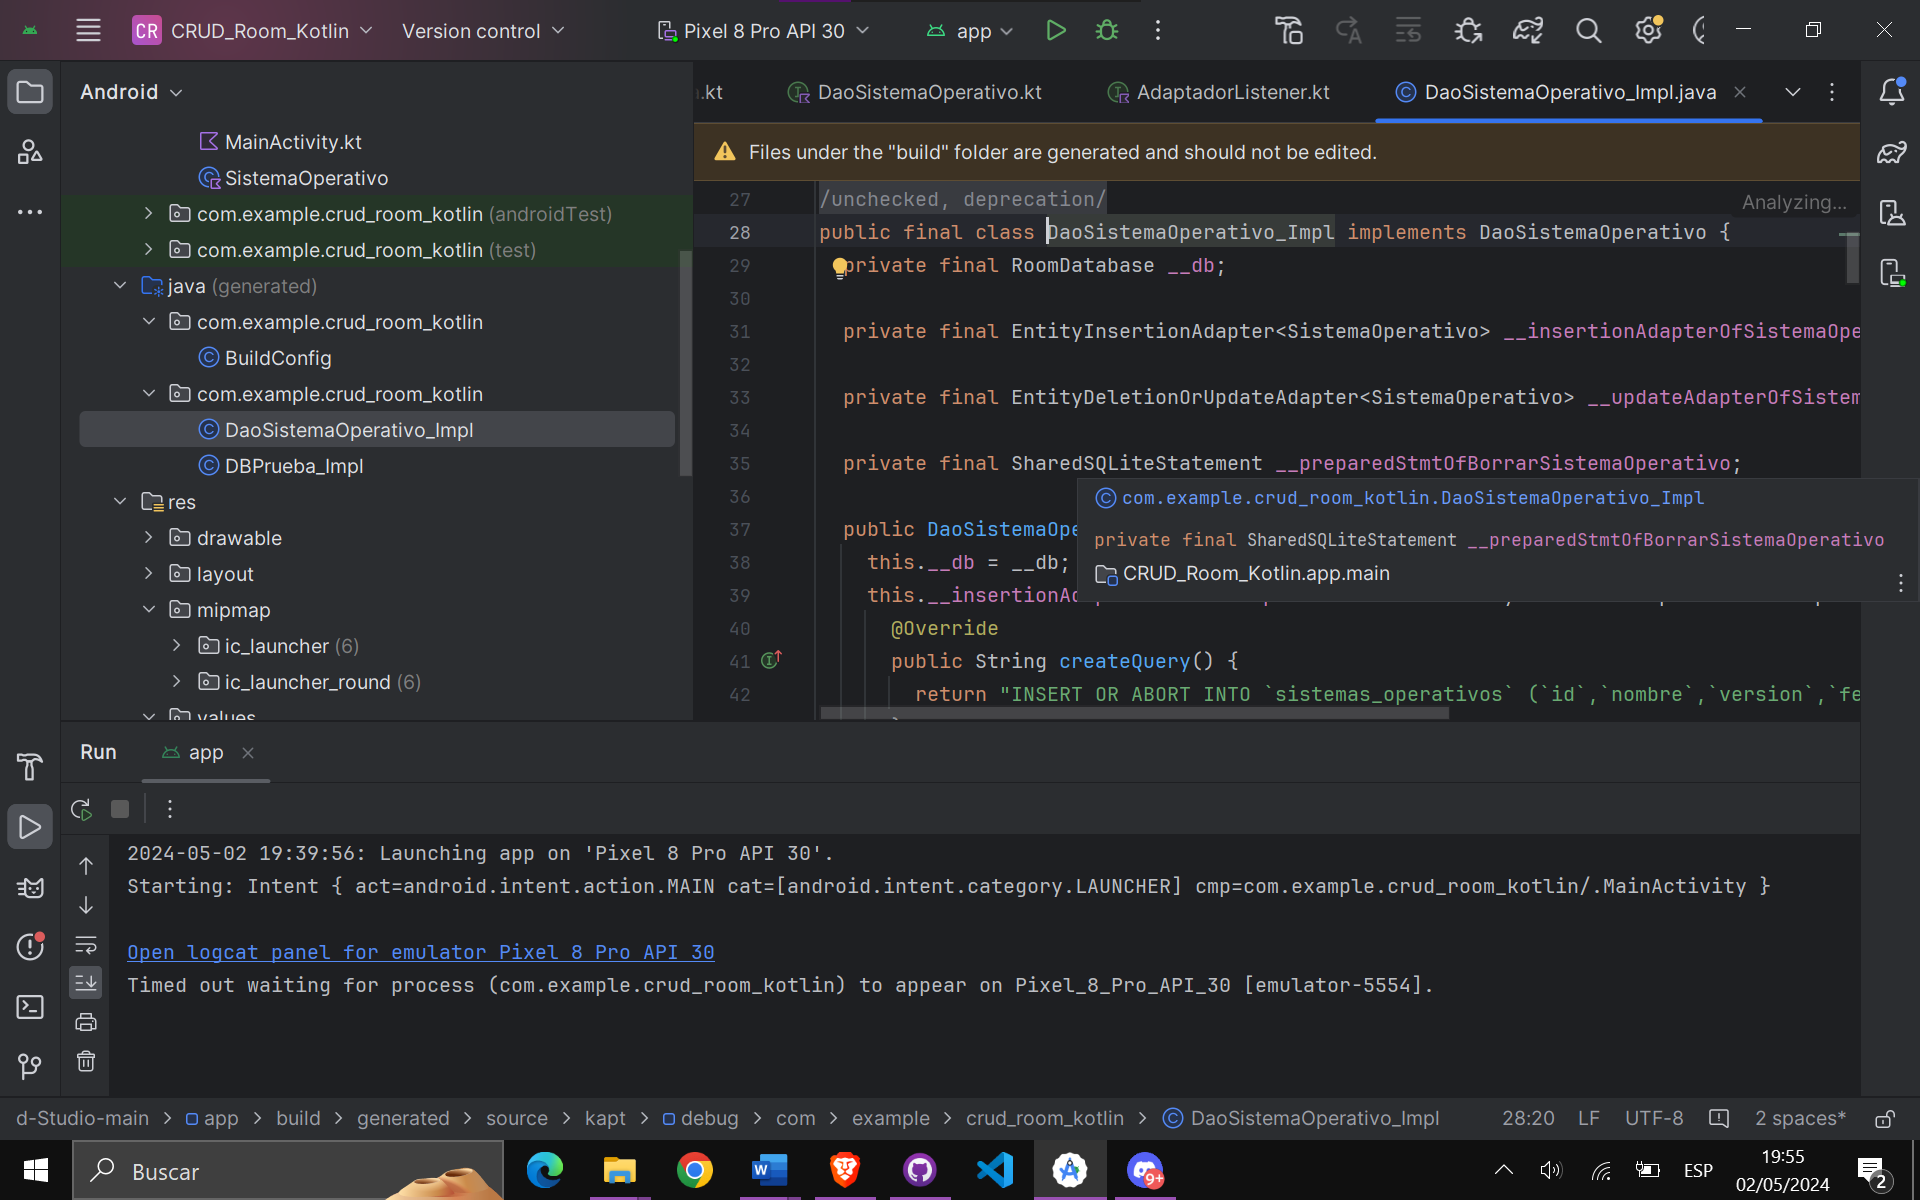 CR CRUD_Room_Kotlin Version control Pixel 8 Pro API 30 app
Android
MainActivity.kt
SistemaOperativo
com.example.crud_room_kotlin (androidTest)
com.example.crud_room_kotlin (test)
java (generated)
com.example.crud_room_kotlin
BuildConfig
com.example.crud_room_kotlin
DaoSistemaOperativo_Impl
DBPrueba_Impl
res
drawable
layout
mipmap
ic_launcher (6)
ic_launcher_round (6)
values
.kt DaoSistemaOperativo.kt AdaptadorListener.kt DaoSistemaOperativo_Impl.java
Files under the "build" folder are generated and should not be edited.
Analyzing...
27 /unchecked, deprecation/
28 public final class DaoSistemaOperativo_Impl implements DaoSistemaOperativo {
29 private final RoomDatabase __db;
30
31 private final EntityInsertionAdapter<SistemaOperativo> __insertionAdapterOfSistemaOpe
32
33 private final EntityDeletionOrUpdateAdapter<SistemaOperativo> __updateAdapterOfSistem
34
35 private final SharedSQLiteStatement __preparedStmtOfBorrarSistemaOperativo;
36
37 public DaoSistemaOpe
38 this.__db = __db;
39 this.__insertionA
40 @Override
41 public String createQuery() {
42 return "INSERT OR ABORT INTO `sistemas_operativos` (`id`,`nombre`,`version`,`fe
com.example.crud_room_kotlin.DaoSistemaOperativo_Impl
private final SharedSQLiteStatement __preparedStmtOfBorrarSistemaOperativo
CRUD_Room_Kotlin.app.main
Run app
2024-05-02 19:39:56: Launching app on 'Pixel 8 Pro API 30'.
Starting: Intent { act=android.intent.action.MAIN cat=[android.intent.category.LAUNCHER] cmp=com.example.crud_room_kotlin/.MainActivity }
Open logcat panel for emulator Pixel 8 Pro API 30
Timed out waiting for process (com.example.crud_room_kotlin) to appear on Pixel_8_Pro_API_30 [emulator-5554].
d-Studio-main > app > build > generated > source > kapt > debug > com > example > crud_room_kotlin > DaoSistemaOperativo_Impl 28:20 LF UTF-8 2 spaces*
Buscar
9+
ESP
19:55
02/05/2024
2